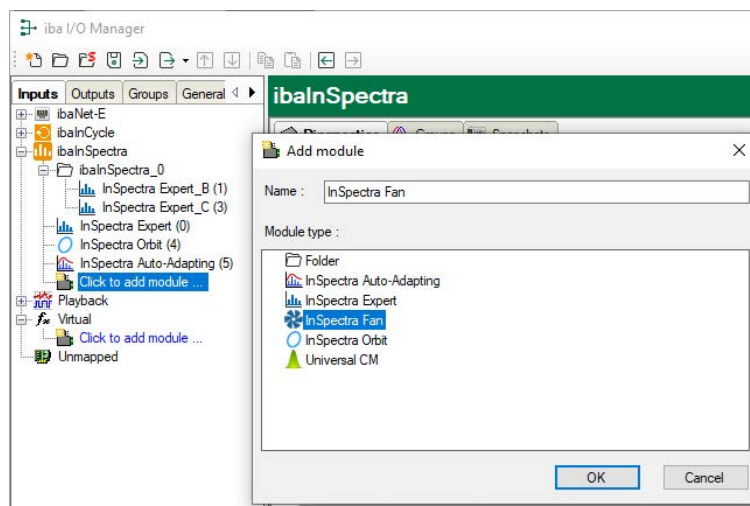 iba I/O Manager
Inputs Outputs Groups General
ibaInSpectra
ibaNet-E
ibaInCycle
ibaInSpectra
ibaInSpectra_0
InSpectra Expert_B (1)
InSpectra Expert_C (3)
InSpectra Expert (0)
InSpectra Orbit (4)
InSpectra Auto-Adapting (5)
Click to add module ...
Playback
Virtual
Click to add module ...
Unmapped
Add module
Name :
InSpectra Fan
Module type :
Folder
InSpectra Auto-Adapting
InSpectra Expert
InSpectra Fan
InSpectra Orbit
Universal CM
OK Cancel